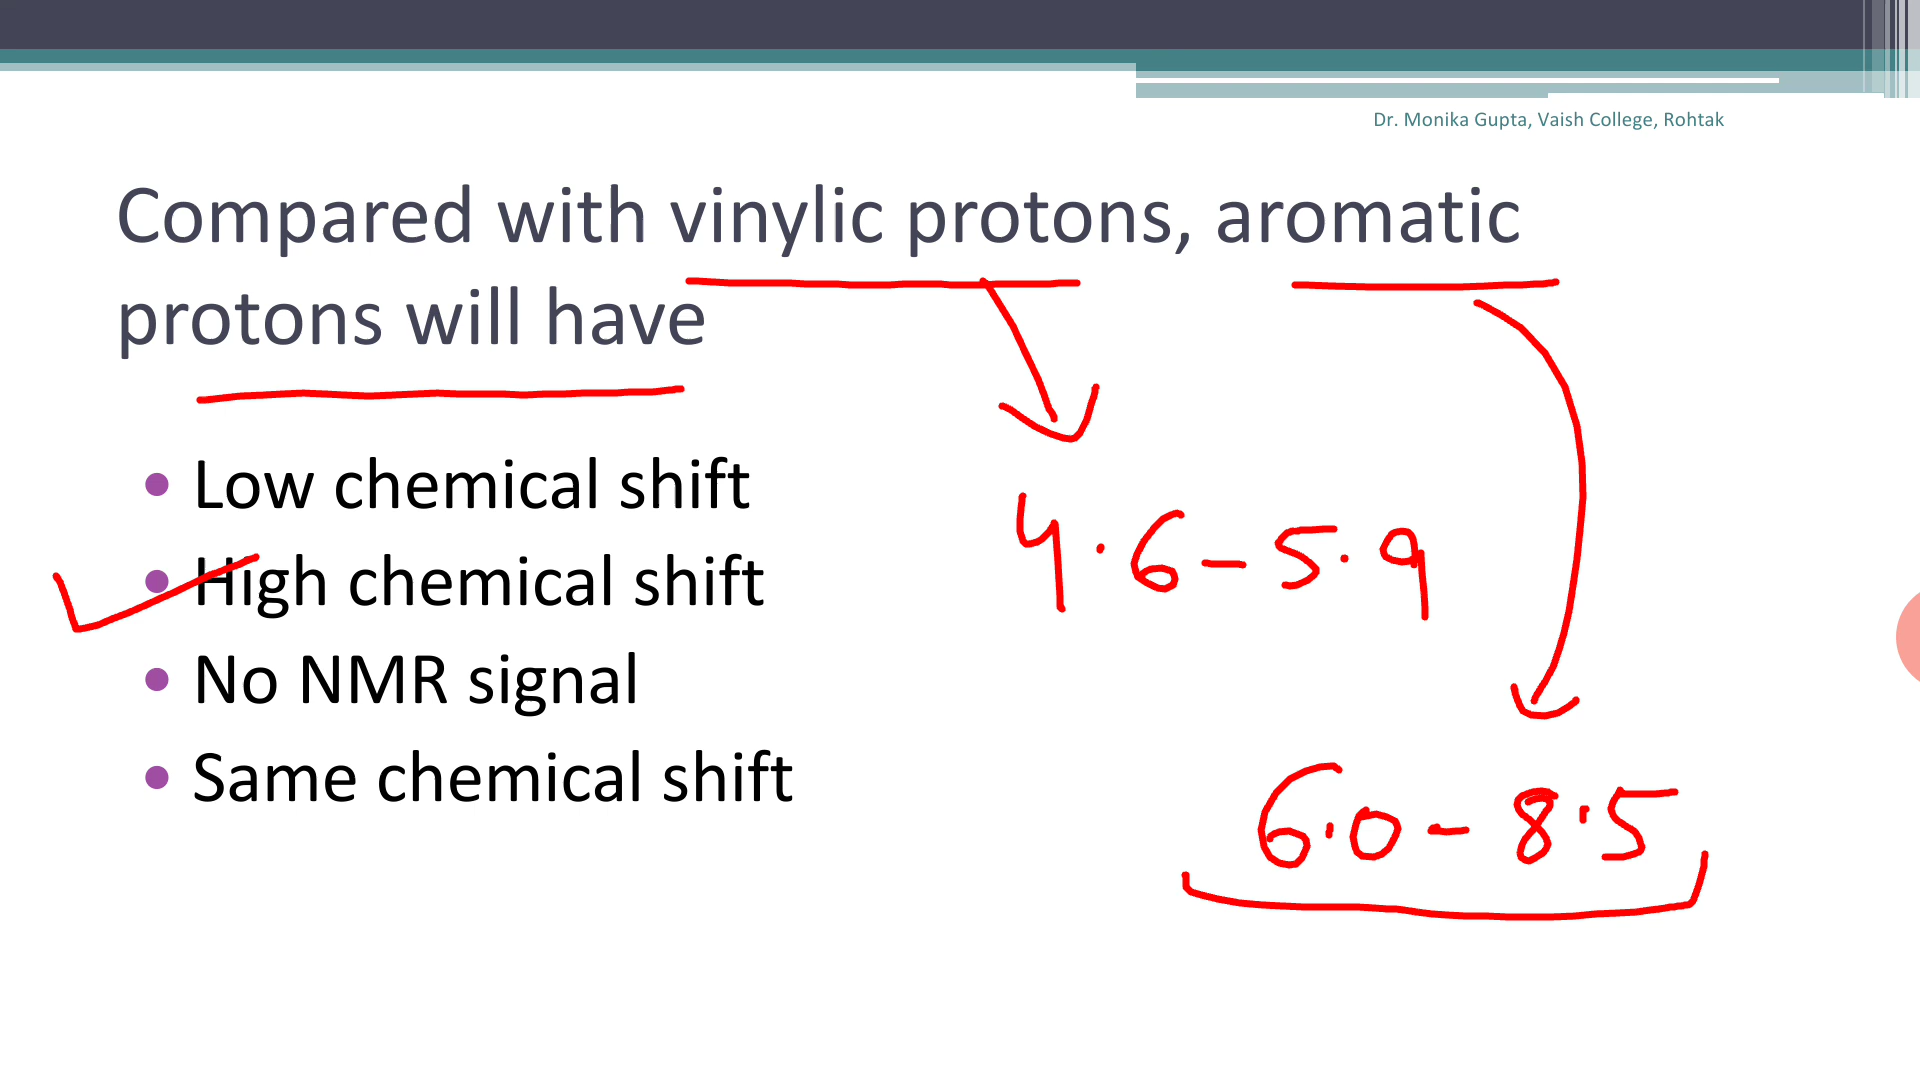 Dr. Monika Gupta, Vaish College, Rohtak
Compared with vinylic protons, aromatic
protons will have
Low chemical shift
High chemical shift
No NMR signal
Same chemical shift
4.6-5.9
6.0-8.5